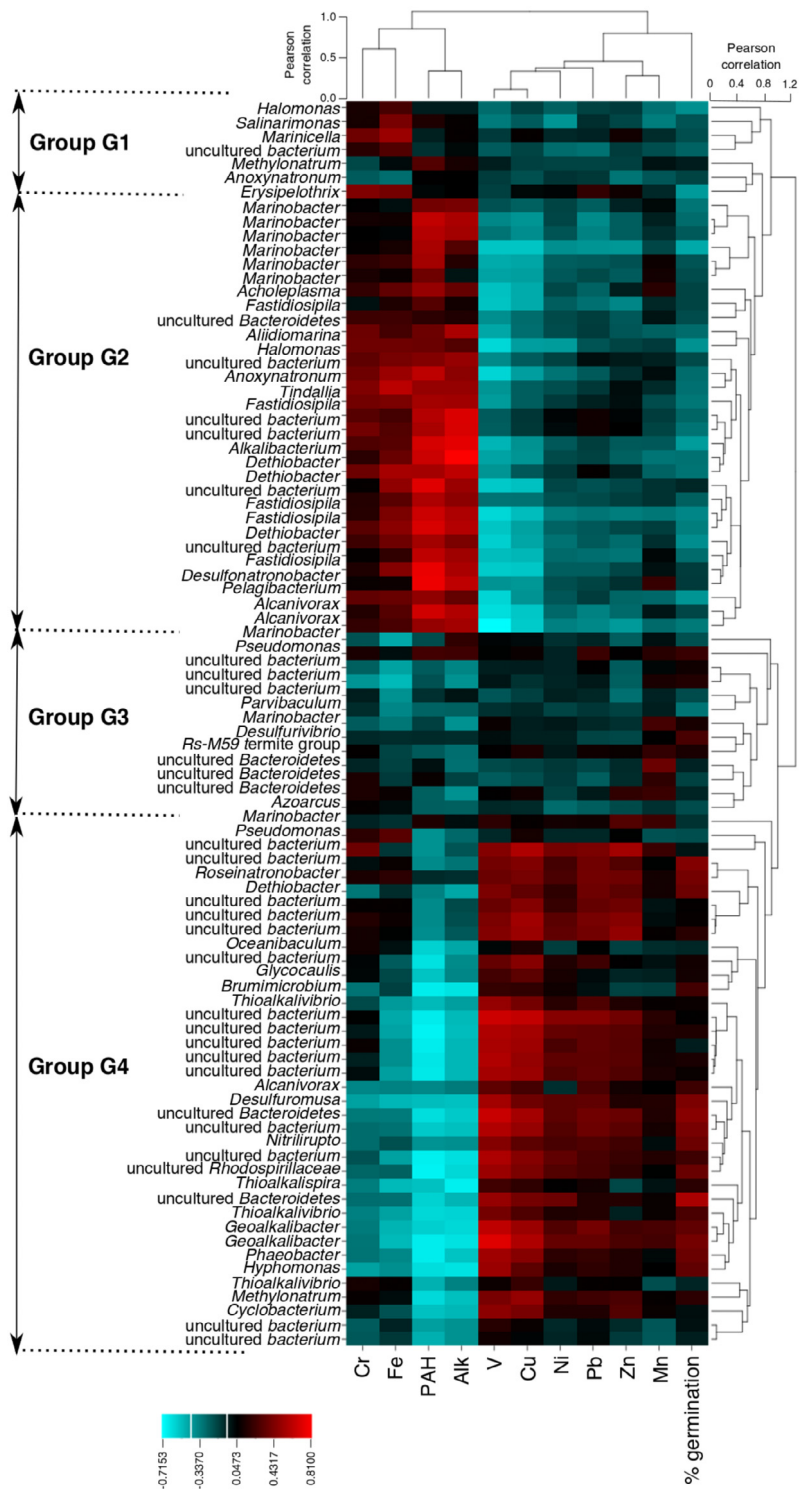 Pearson
correlation
1.0
0.5
0.0
Pearson
correlation
0 0.4 0.8 1.2
Group G1
Halomonas
Salinarimonas
Marinicella
uncultured bacterium
Methylonatrum
Anoxynatronum
Erysipelothrix
Group G2
Marinobacter
Marinobacter
Marinobacter
Marinobacter
Marinobacter
Marinobacter
Acholeplasma
Fastidiosipila
uncultured Bacteroidetes
Aliidiomarina
Halomonas
uncultured bacterium
Anoxynatronum
Tindallia
Fastidiosipila
uncultured bacterium
uncultured bacterium
Alkalibacterium
Dethiobacter
Dethiobacter
uncultured bacterium
Fastidiosipila
Fastidiosipila
Dethiobacter
uncultured bacterium
Fastidiosipila
Desulfonatronobacter
Pelagibacterium
Alcanivorax
Alcanivorax
Marinobacter
Group G3
Pseudomonas
uncultured bacterium
uncultured bacterium
uncultured bacterium
Parvibaculum
Marinobacter
Desulfurivibrio
Rs-M59 termite group
uncultured Bacteroidetes
uncultured Bacteroidetes
uncultured Bacteroidetes
Azoarcus
Marinobacter
Group G4
Pseudomonas
uncultured bacterium
uncultured bacterium
Roseinatronobacter
Dethiobacter
uncultured bacterium
uncultured bacterium
uncultured bacterium
Oceanibaculum
uncultured bacterium
Glycocaulis
Brumimicrobium
Thioalkalivibrio
uncultured bacterium
uncultured bacterium
uncultured bacterium
uncultured bacterium
uncultured bacterium
Alcanivorax
Desulfuromusa
uncultured Bacteroidetes
uncultured bacterium
Nitrilirupto
uncultured bacterium
uncultured Rhodospirillaceae
Thioalkalispira
uncultured Bacteroidetes
Thioalkalivibrio
Geoalkalibacter
Geoalkalibacter
Phaeobacter
Hyphomonas
Thioalkalivibrio
Methylonatrum
Cyclobacterium
uncultured bacterium
uncultured bacterium
Cr Fe PAH Alk V Cu Ni Pb Zn Mn % germination
-0.7153 -0.3370 0.0473 0.4317 0.8100